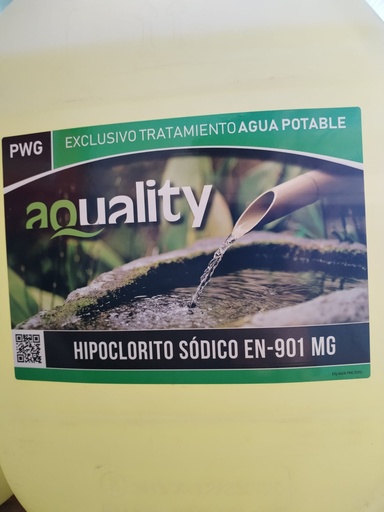 PWG
EXCLUSIVO TRATAMIENTO AGUA POTABLE
aquality
HIPOCLORITO SÓDICO EN-901 MG